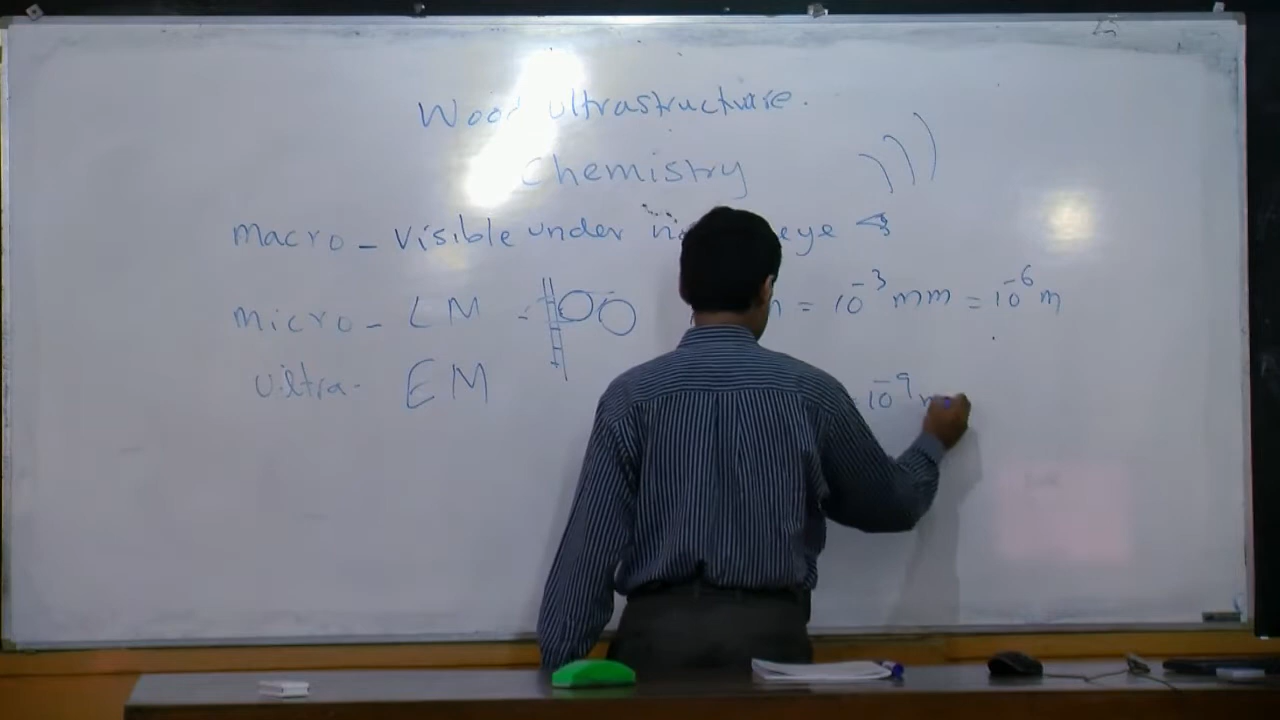 Wood ultrastructure.
Chemistry
macro - visible under eye
micro - LM = 10⁻³ mm = 10⁻⁶ m
Ultra - EM 10⁻⁹ m